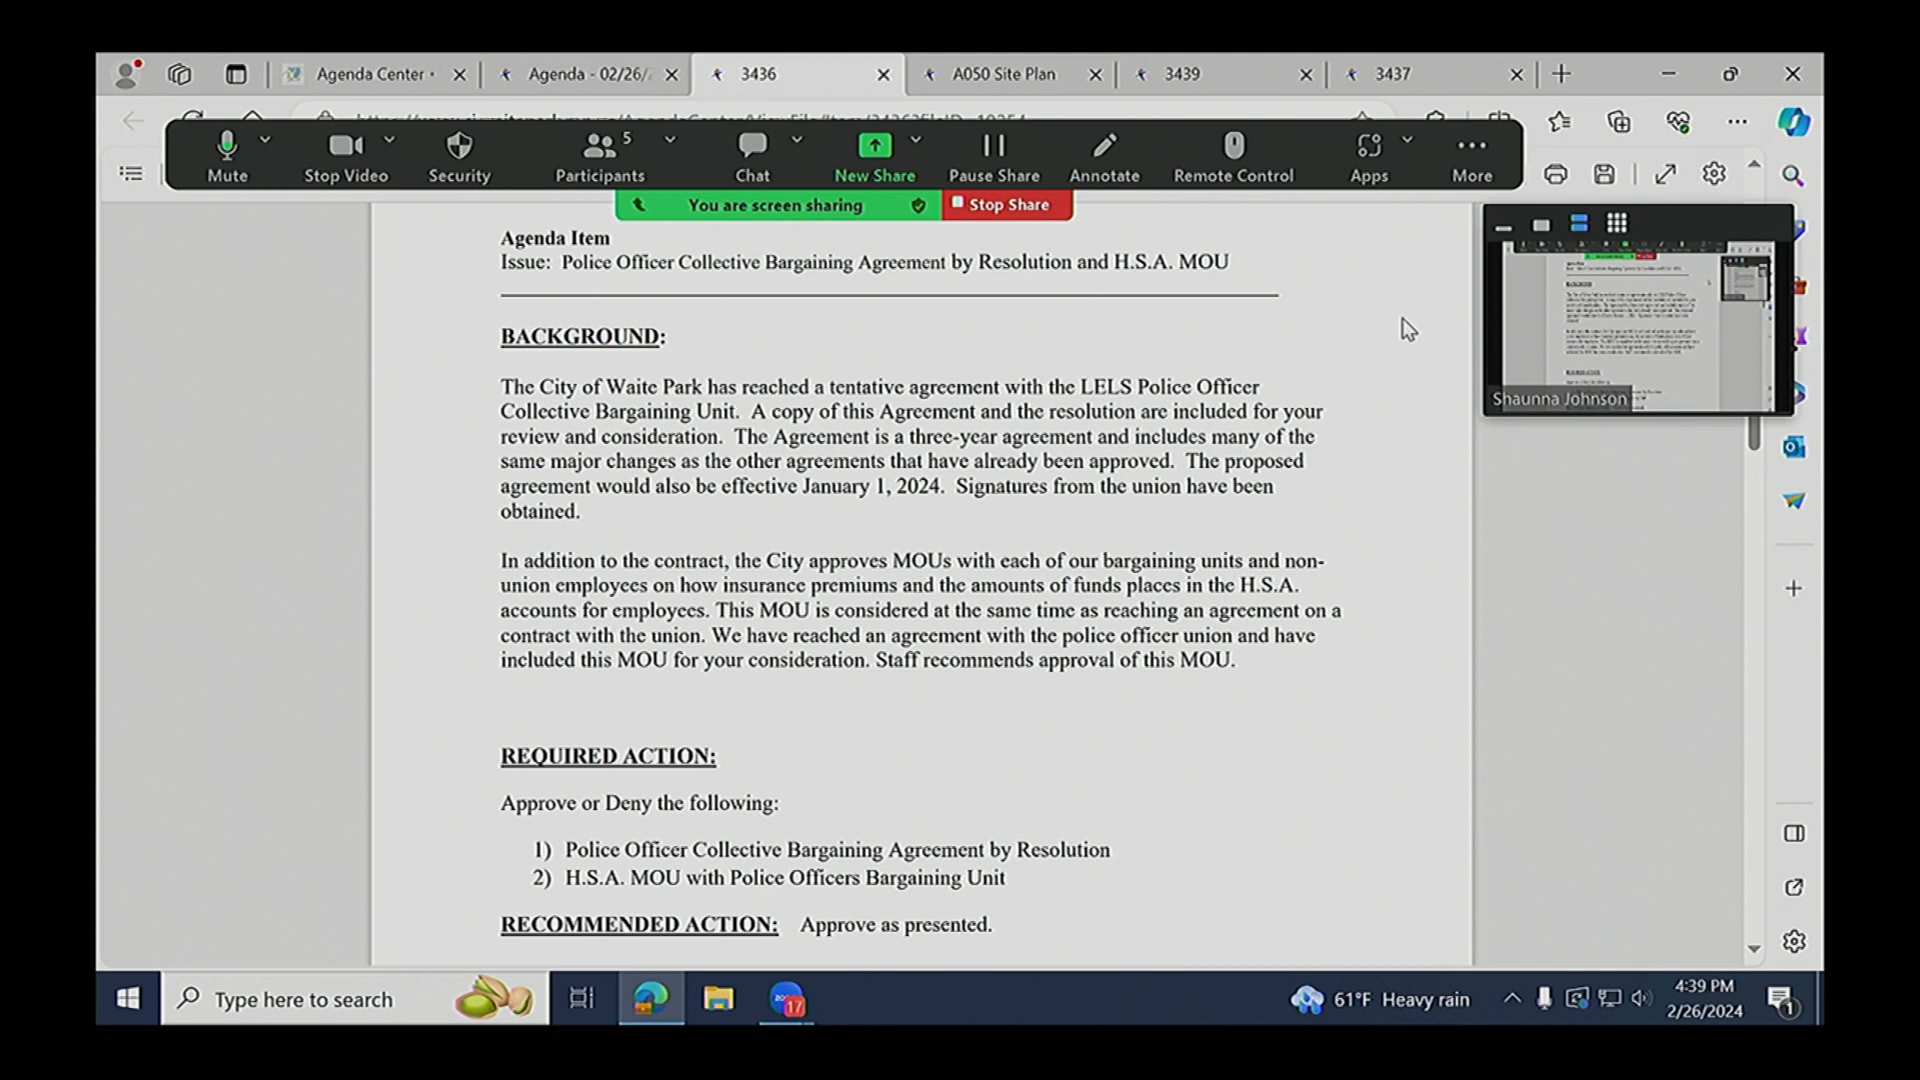 Agenda Center
Agenda - 02/26/
3436
A050 Site Plan
3439
3437
Mute
Stop Video
Security
Participants
5
Chat
New Share
Pause Share
Annotate
Remote Control
Apps
More
You are screen sharing
Stop Share
Agenda Item
Issue: Police Officer Collective Bargaining Agreement by Resolution and H.S.A. MOU
BACKGROUND:
The City of Waite Park has reached a tentative agreement with the LELS Police Officer
Collective Bargaining Unit. A copy of this Agreement and the resolution are included for your
review and consideration. The Agreement is a three-year agreement and includes many of the
same major changes as the other agreements that have already been approved. The proposed
agreement would also be effective January 1, 2024. Signatures from the union have been
obtained.
In addition to the contract, the City approves MOUs with each of our bargaining units and non-
union employees on how insurance premiums and the amounts of funds places in the H.S.A.
accounts for employees. This MOU is considered at the same time as reaching an agreement on a
contract with the union. We have reached an agreement with the police officer union and have
included this MOU for your consideration. Staff recommends approval of this MOU.
REQUIRED ACTION:
Approve or Deny the following:
1) Police Officer Collective Bargaining Agreement by Resolution
2) H.S.A. MOU with Police Officers Bargaining Unit
RECOMMENDED ACTION: Approve as presented.
Shaunna Johnson
Type here to search
17
61°F Heavy rain
4:39 PM
2/26/2024
1